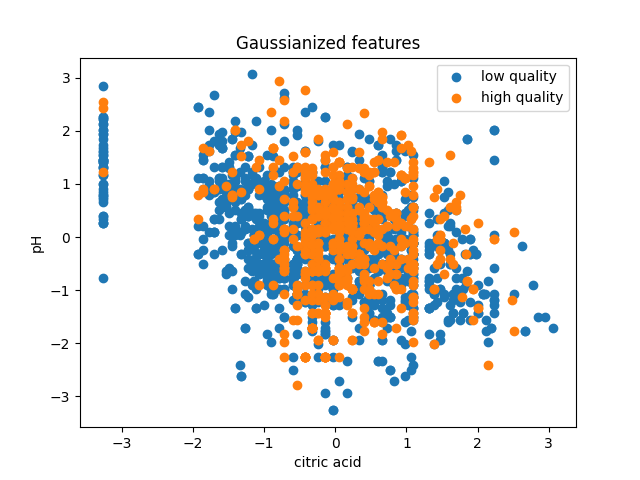 Gaussianized features
low quality
high quality
3
2
1
0
−1
−2
−3
pH
−3 −2 −1 0 1 2 3
citric acid